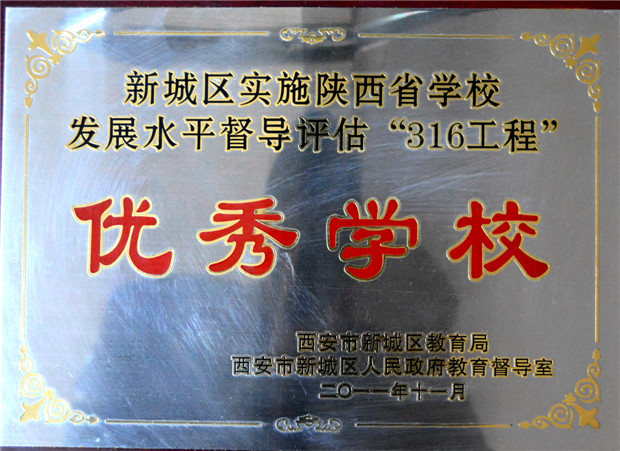 新城区实施陕西省学校
发展水平督导评估“316工程”
优秀学校
西安市新城区教育局
西安市新城区人民政府教育督导室
二〇一一年十一月